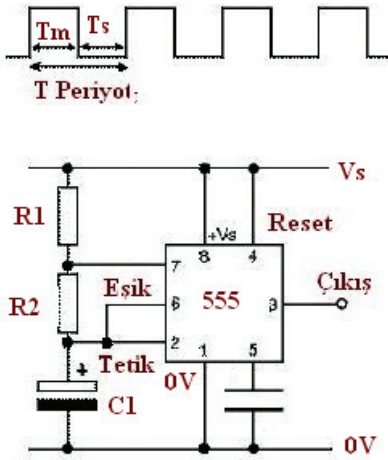 Tm Ts
T Periyot
Vs
R1
+Vs
Reset
8 4
7
Eşik
Çıkış
R2
6 555 3
2
Tetik
1 5
0V
C1
+
0V